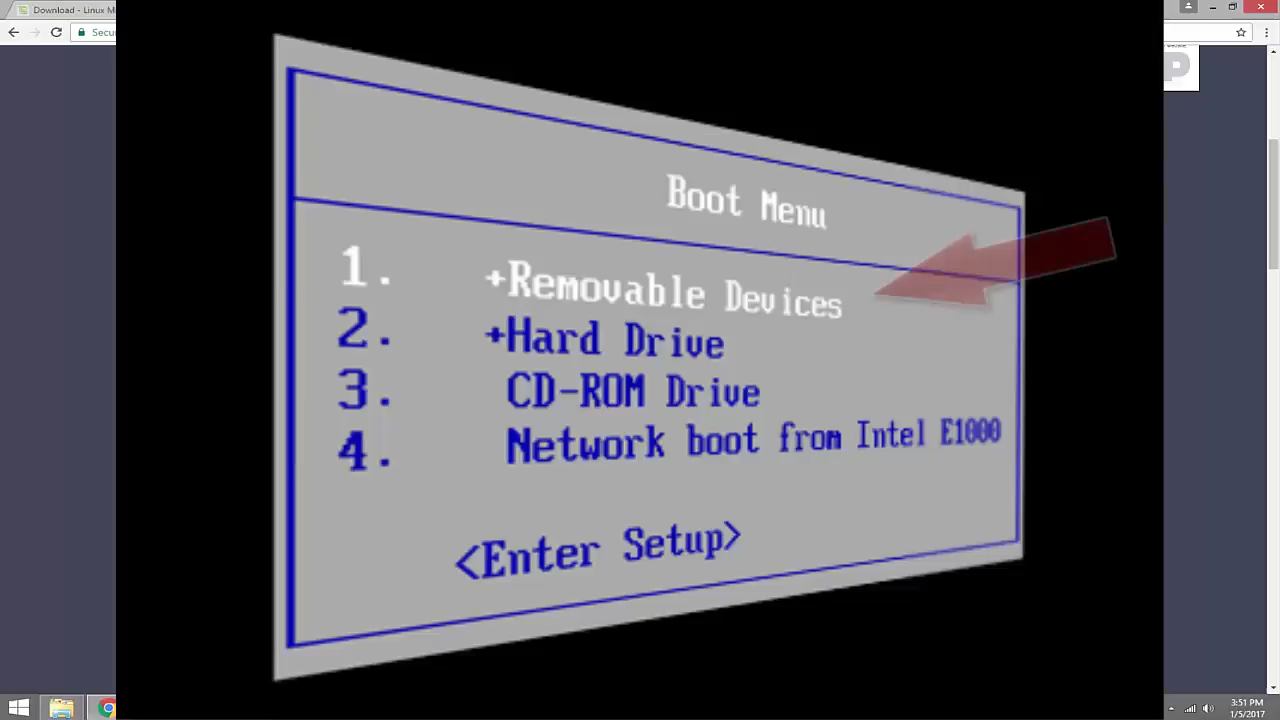 Download - Linux M
Secu
Boot Menu
1. +Removable Devices
2. +Hard Drive
3. CD-ROM Drive
4. Network boot from Intel E1000
<Enter Setup>
3:51 PM
1/5/2017